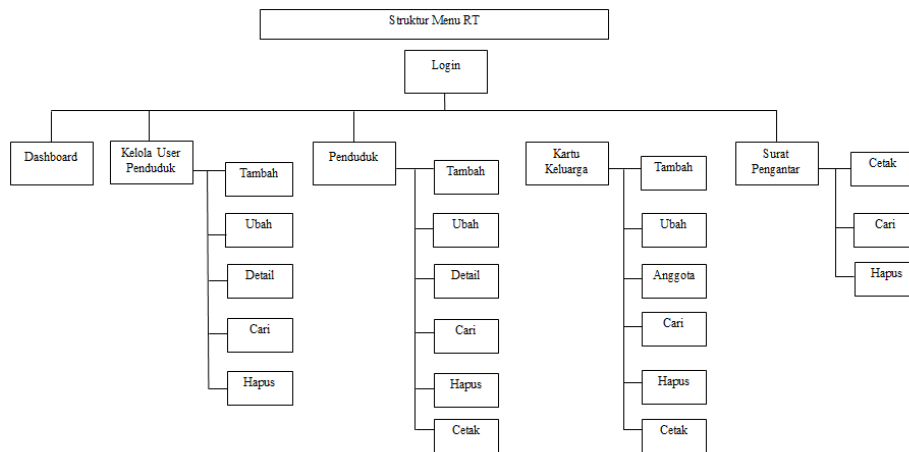 Struktur Menu RT
Login
Dashboard
Kelola User
Penduduk
Tambah
Ubah
Detail
Cari
Hapus
Penduduk
Tambah
Ubah
Detail
Cari
Hapus
Cetak
Kartu
Keluarga
Tambah
Ubah
Anggota
Cari
Hapus
Cetak
Surat
Pengantar
Cetak
Cari
Hapus